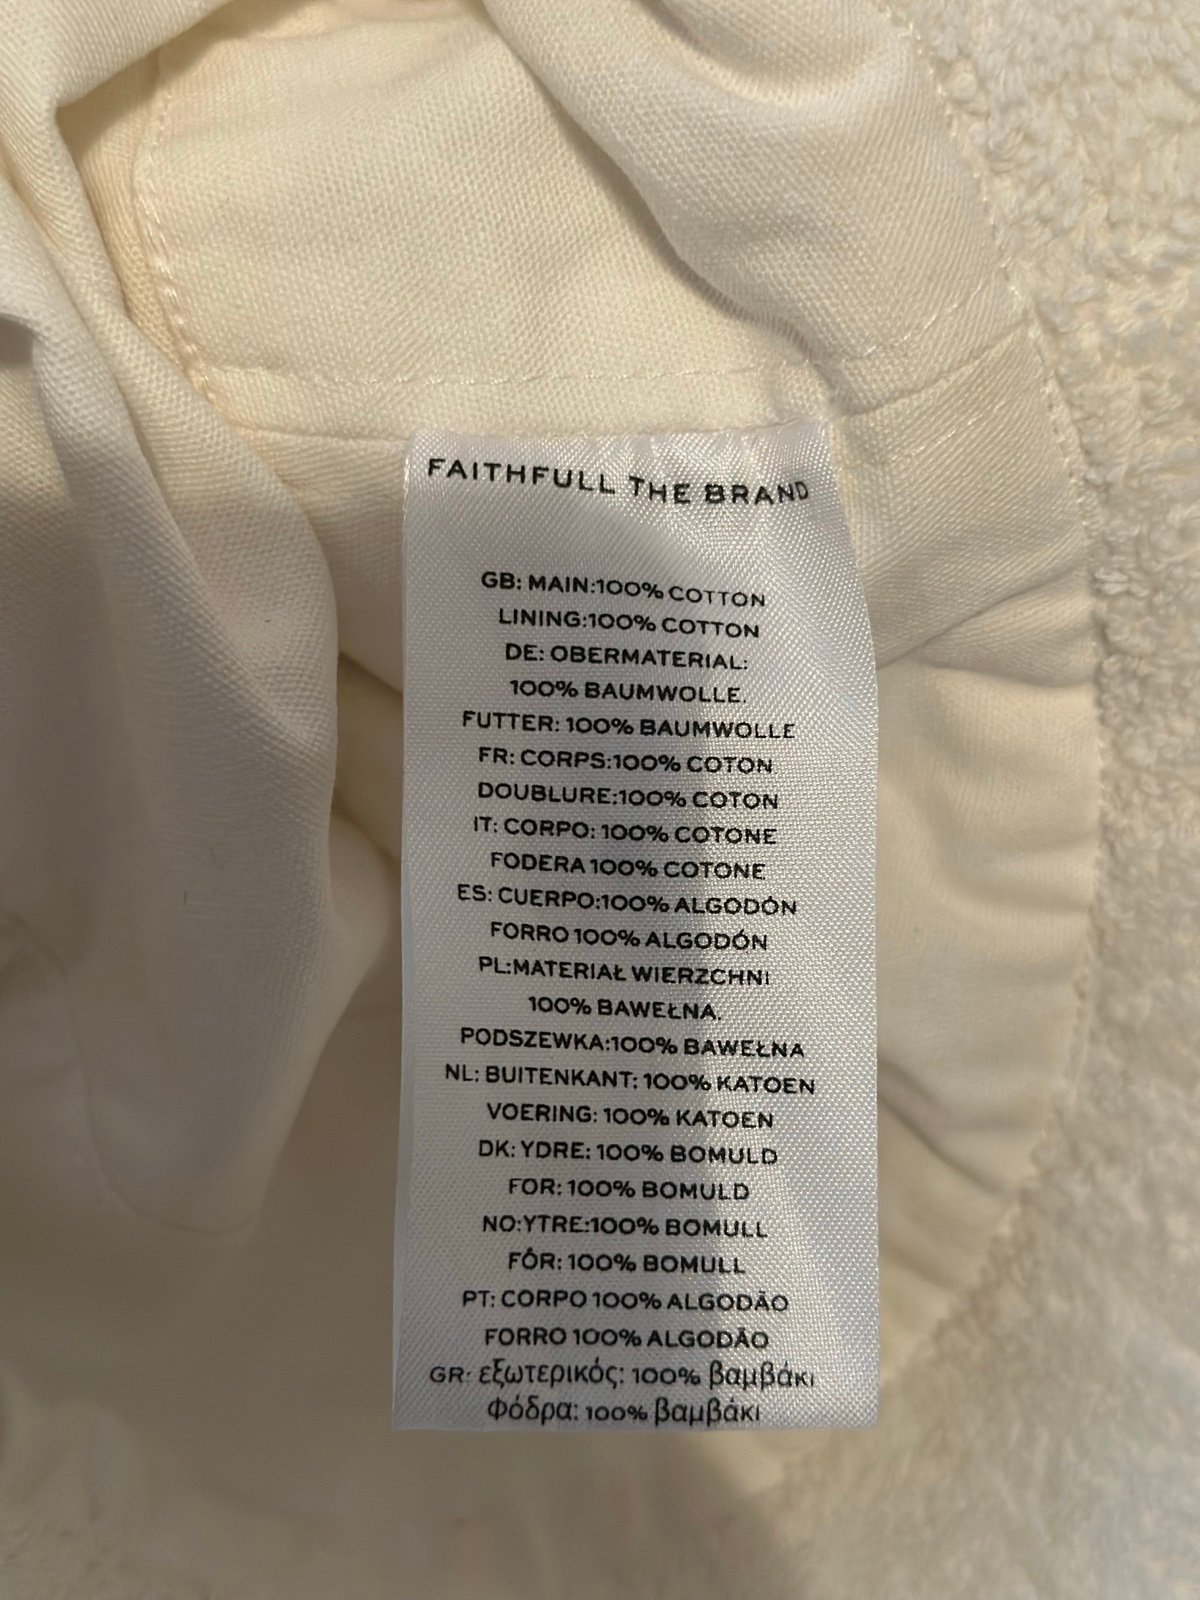 FAITHFULL THE BRAND
GB: MAIN:100% COTTON
LINING:100% COTTON
DE: OBERMATERIAL:
100% BAUMWOLLE.
FUTTER: 100% BAUMWOLLE
FR: CORPS:100% COTON
DOUBLURE:100% COTON
IT: CORPO: 100% COTONE
FODERA 100% COTONE
ES: CUERPO:100% ALGODÓN
FORRO 100% ALGODÓN
PL:MATERIAŁ WIERZCHNI
100% BAWEŁNA.
PODSZEWKA:100% BAWEŁNA
NL: BUITENKANT: 100% KATOEN
VOERING: 100% KATOEN
DK: YDRE: 100% BOMULD
FOR: 100% BOMULD
NO:YTRE:100% BOMULL
FÔR: 100% BOMULL
PT: CORPO 100% ALGODÃO
FORRO 100% ALGODÃO
GR: εξωτερικός: 100% βαμβάκι
Φόδρα: 100% βαμβάκι